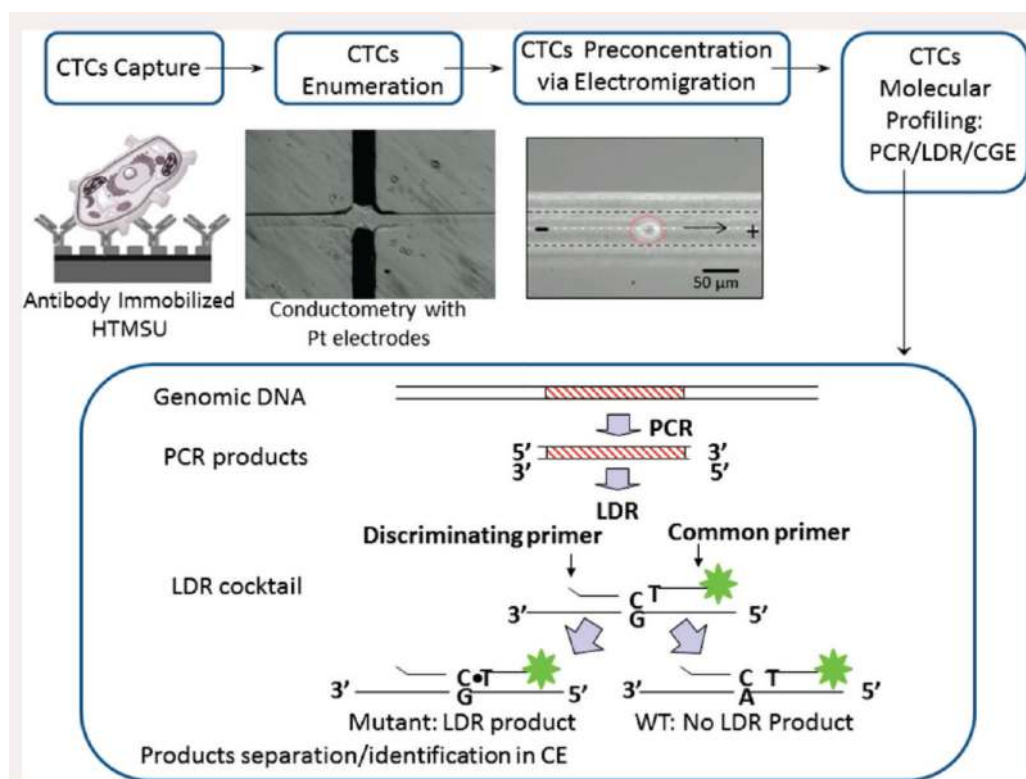 CTCs Capture
CTCs
Enumeration
CTCs Preconcentration
via Electromigration
CTCs
Molecular
Profiling:
PCR/LDR/CGE
Antibody Immobilized
HTMSU
Conductometry with
Pt electrodes
- +
50 µm
Genomic DNA
PCR
PCR products
5’ 3’
3’ 5’
LDR
Discriminating primer
Common primer
LDR cocktail
C T
3’ G 5’
C•T
3’ G 5’
Mutant: LDR product
C T
3’ A 5’
WT: No LDR Product
Products separation/identification in CE